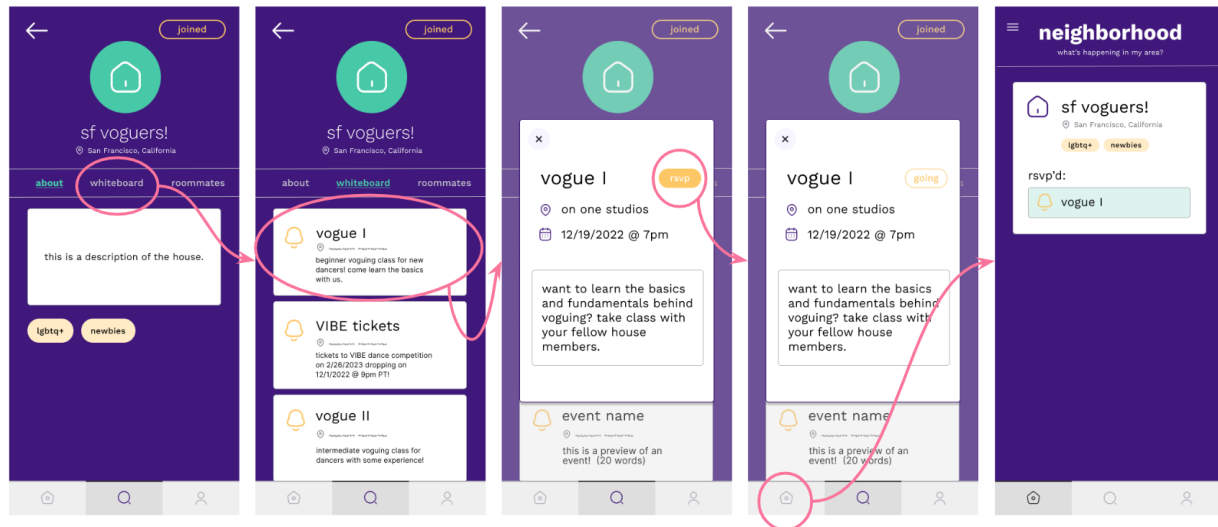 joined
sf voguers!
San Francisco, California
about whiteboard roommates
this is a description of the house.
lgbtq+ newbies
joined
sf voguers!
San Francisco, California
about whiteboard roommates
vogue I
beginner voguing class for new
dancers! come learn the basics
with us.
VIBE tickets
tickets to VIBE dance competition
on 2/26/2023 dropping on
12/1/2022 @ 9pm PT!
vogue II
intermediate voguing class for
dancers with some experience!
joined
vogue I rsvp
on one studios
12/19/2022 @ 7pm
want to learn the basics
and fundamentals behind
voguing? take class with
your fellow house
members.
event name
this is a preview of an
event! (20 words)
joined
vogue I going
on one studios
12/19/2022 @ 7pm
want to learn the basics
and fundamentals behind
voguing? take class with
your fellow house
members.
event name
this is a preview of an
event! (20 words)
neighborhood
what's happening in my area?
sf voguers!
San Francisco, California
lgbtq+ newbies
rsvp'd:
vogue I